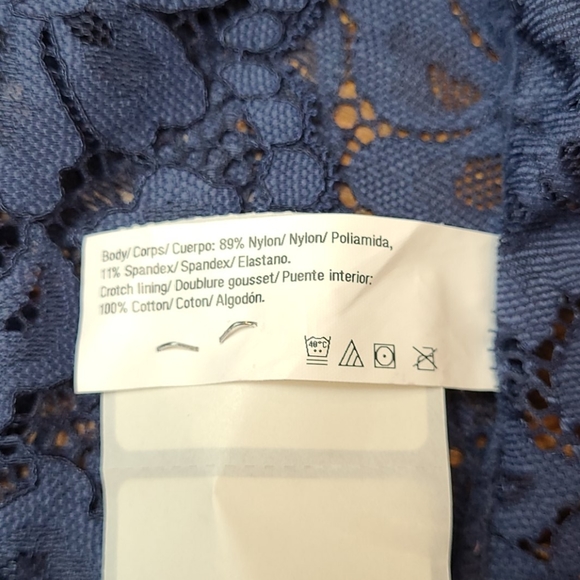 Body/ Corps/ Cuerpo: 89% Nylon/ Nylon/ Poliamida,
11% Spandex/ Spandex/ Elastano.
Crotch lining/ Doublure gousset/ Puente interior:
100% Cotton/ Coton/ Algodón.
40°C